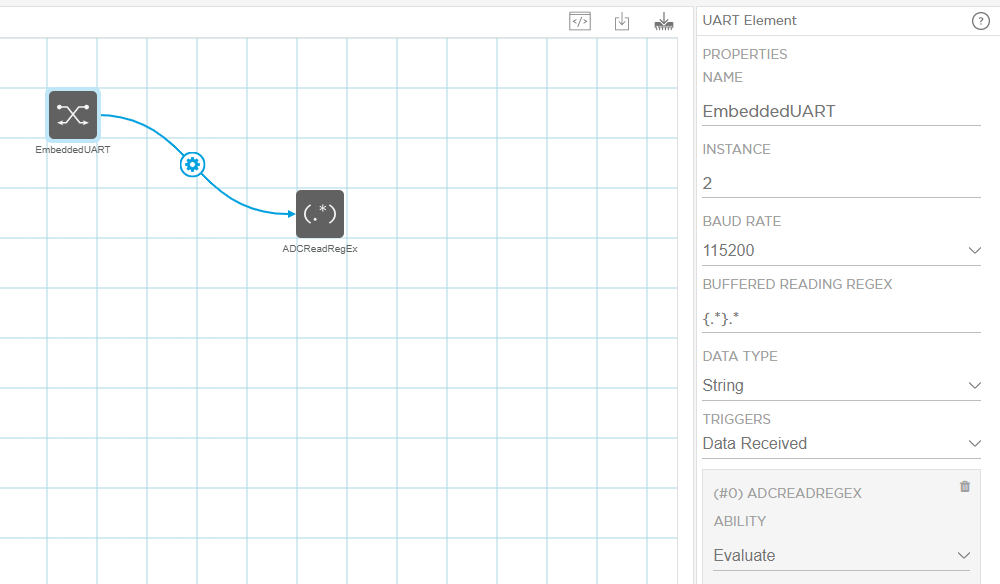 </>
UART Element
?
PROPERTIES
NAME
EmbeddedUART
EmbeddedUART
INSTANCE
2
BAUD RATE
(.*)
115200
ADCReadRegEx
BUFFERED READING REGEX
{.*}.*
DATA TYPE
String
TRIGGERS
Data Received
(#0) ADCREADREGEX
ABILITY
Evaluate